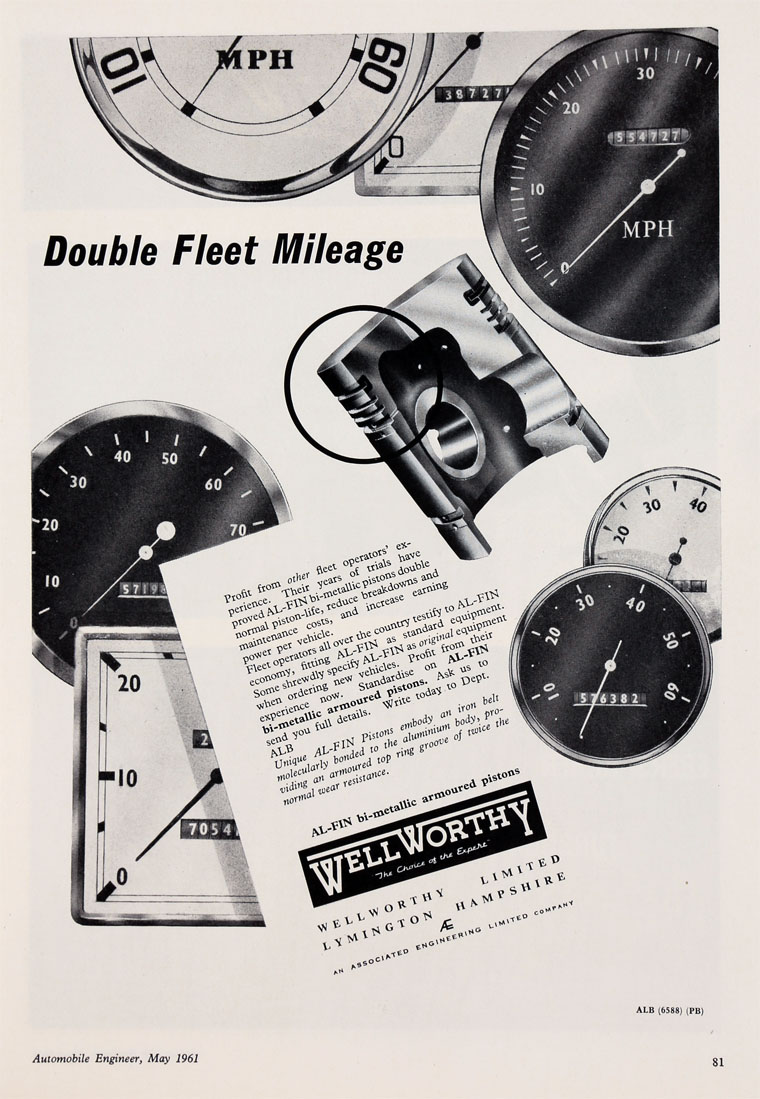 10
MPH
60
38727
0
30
20
554727
10
MPH
0
Double Fleet Mileage
40
50
30
60
20
70
10
5719
0
30
40
20
30
40
20
50
10
576382
60
20
2
10
7054
0
Profit from other fleet operators' ex-
perience. Their years of trials have
proved AL-FIN bi-metallic pistons double
normal piston-life, reduce breakdowns and
maintenance costs, and increase earning
power per vehicle.
Fleet operators all over the country testify to AL-FIN
economy, fitting AL-FIN as standard equipment.
Some shrewdly specify AL-FIN as original equipment
when ordering new vehicles. Profit from their
experience now. Standardise on AL-FIN
bi-metallic armoured pistons. Ask us to
send you full details. Write today to Dept.
ALB
Unique AL-FIN Pistons embody an iron belt
molecularly bonded to the aluminium body, pro-
viding an armoured top ring groove of twice the
normal wear resistance.
AL-FIN bi-metallic armoured pistons
WELLWORTHY
"The Choice of the Expert"
WELLWORTHY LIMITED
LYMINGTON HAMPSHIRE
Æ
AN ASSOCIATED ENGINEERING LIMITED COMPANY
ALB (6588) (PB)
Automobile Engineer, May 1961
81